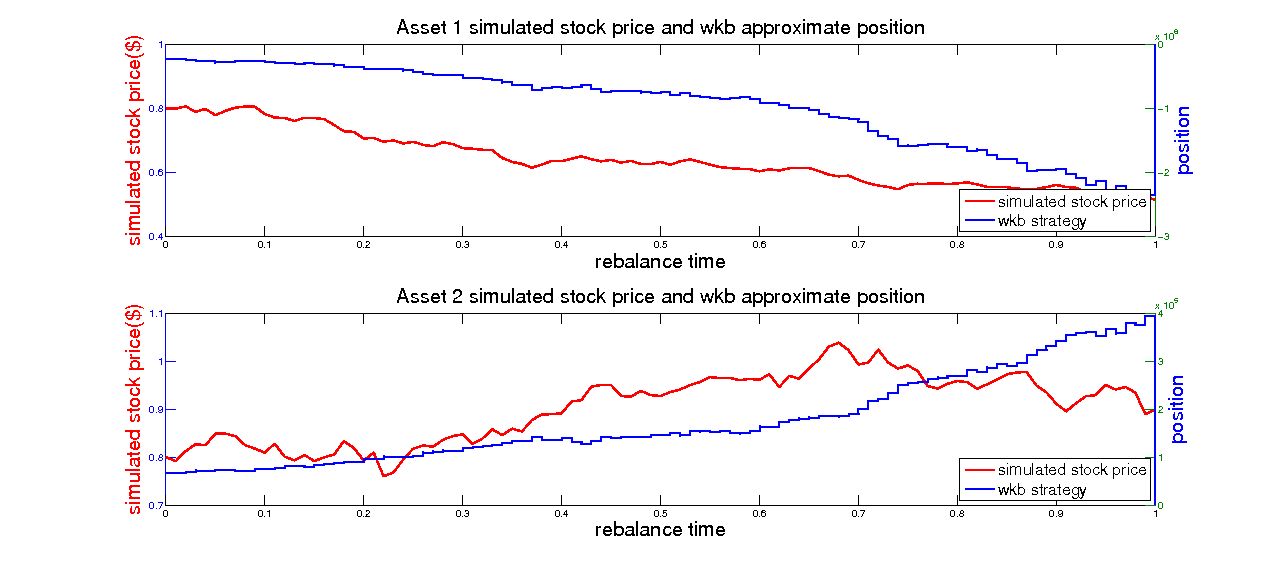 Asset 1 simulated stock price and wkb approximate position
simulated stock price($)
1
0.8
0.6
0.4
0 0.1 0.2 0.3 0.4 0.5 0.6 0.7 0.8 0.9 1
rebalance time
0
-1
-2
-3
position
simulated stock price
wkb strategy
Asset 2 simulated stock price and wkb approximate position
simulated stock price($)
1.1
1
0.9
0.8
0.7
0 0.1 0.2 0.3 0.4 0.5 0.6 0.7 0.8 0.9 1
rebalance time
4
3
2
1
0
position
simulated stock price
wkb strategy